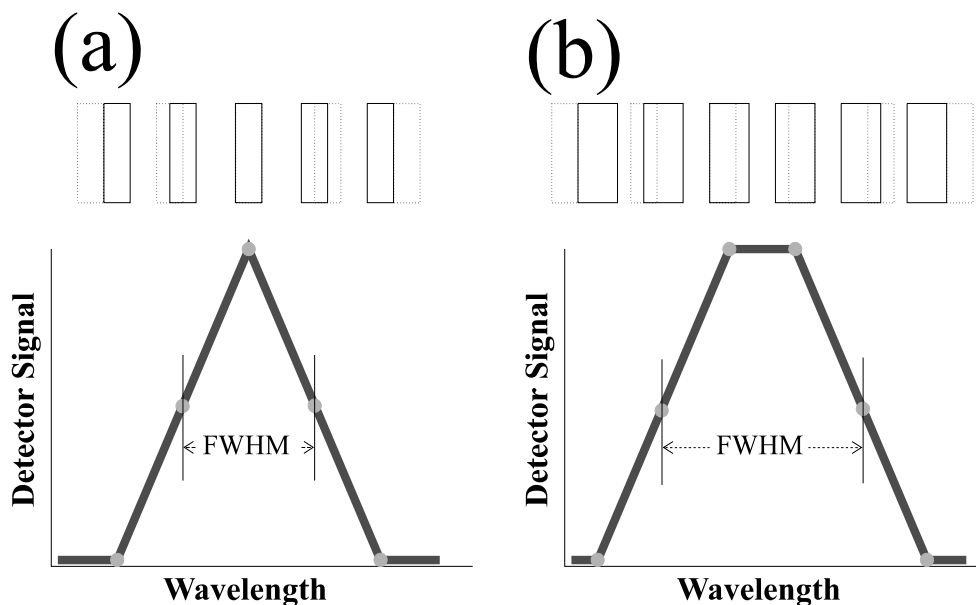 (a)
(b)
Detector Signal
FWHM
Wavelength
Detector Signal
FWHM
Wavelength